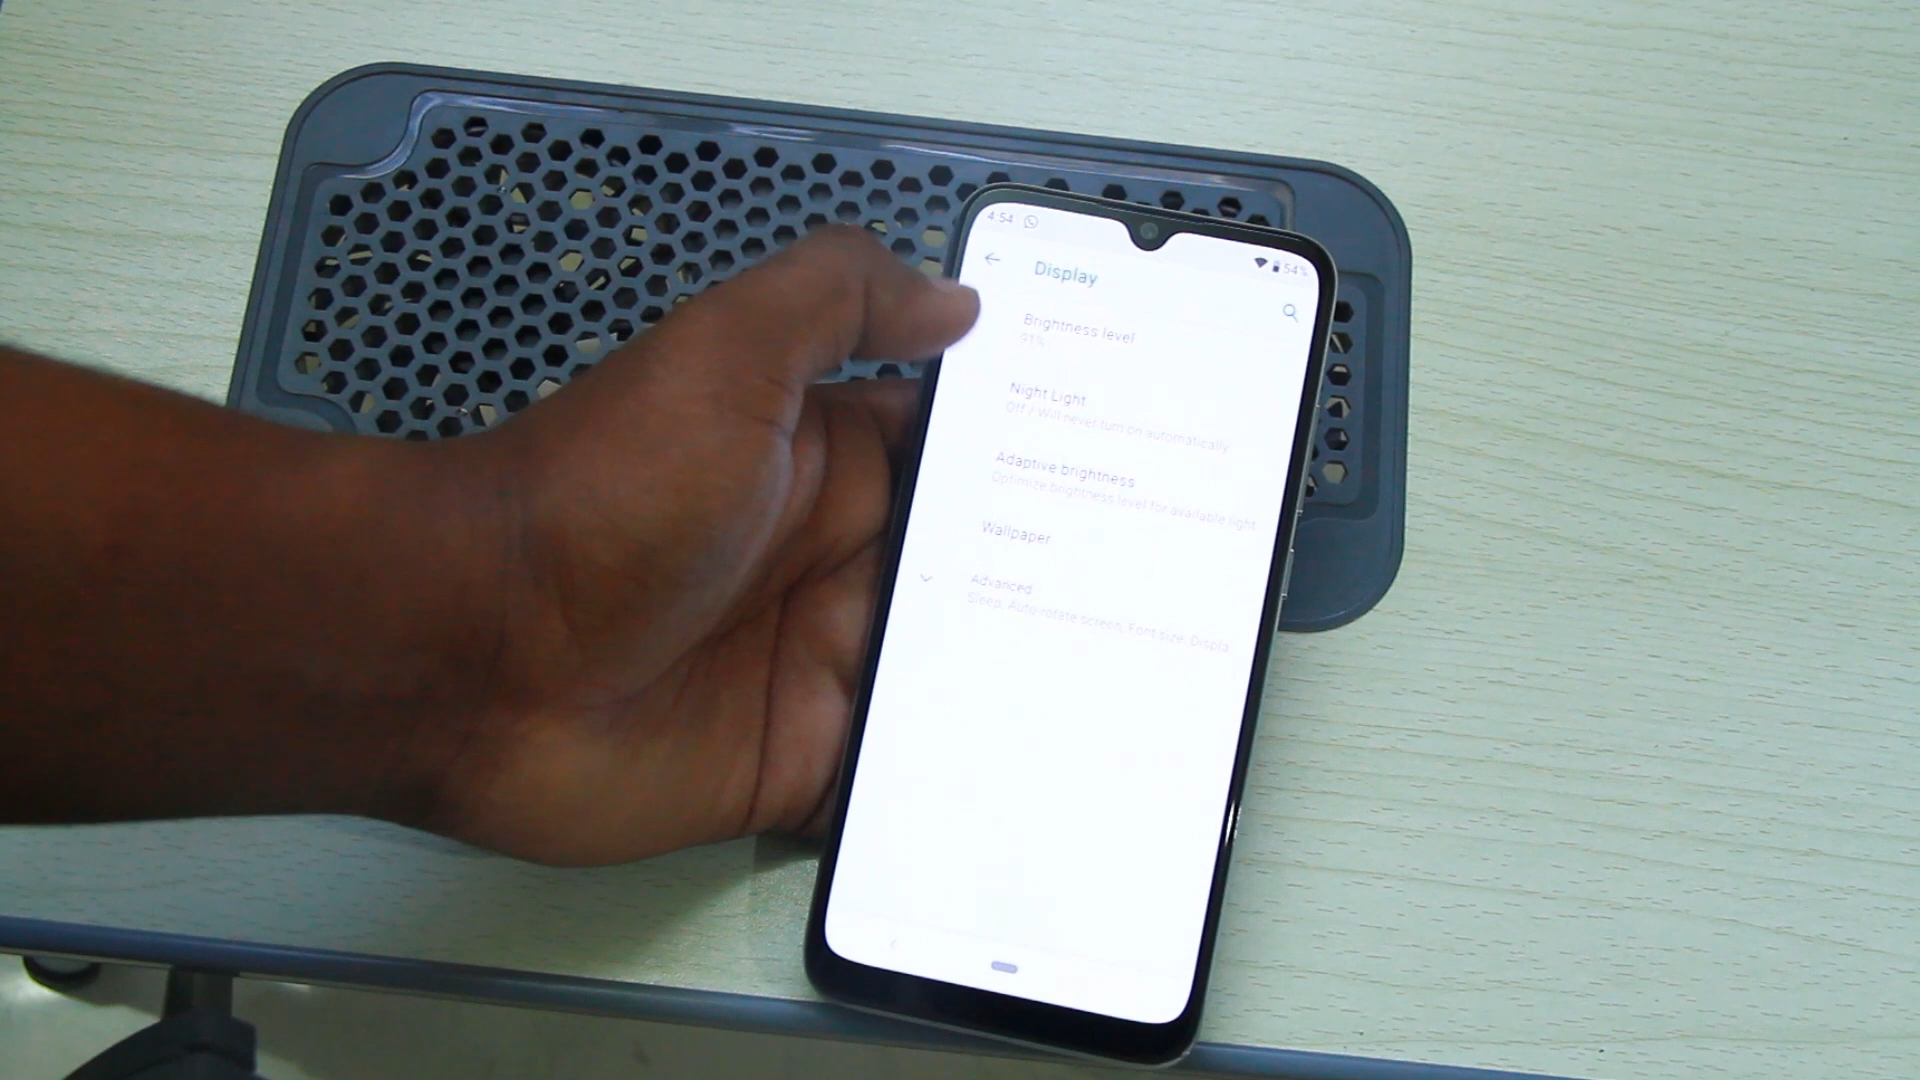 4:54
54%
Display
Brightness level
91%
Night Light
Off / Will never turn on automatically
Adaptive brightness
Optimize brightness level for available light
Wallpaper
Advanced
Sleep, Auto-rotate screen, Font size, Displa